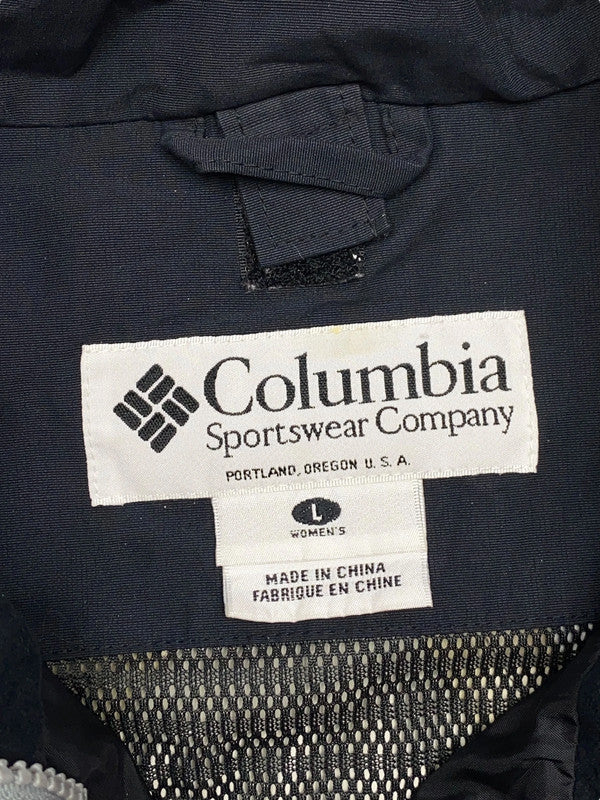 Columbia
Sportswear Company
PORTLAND, OREGON U. S. A.
L
WOMEN'S
MADE IN CHINA
FABRIQUE EN CHINE